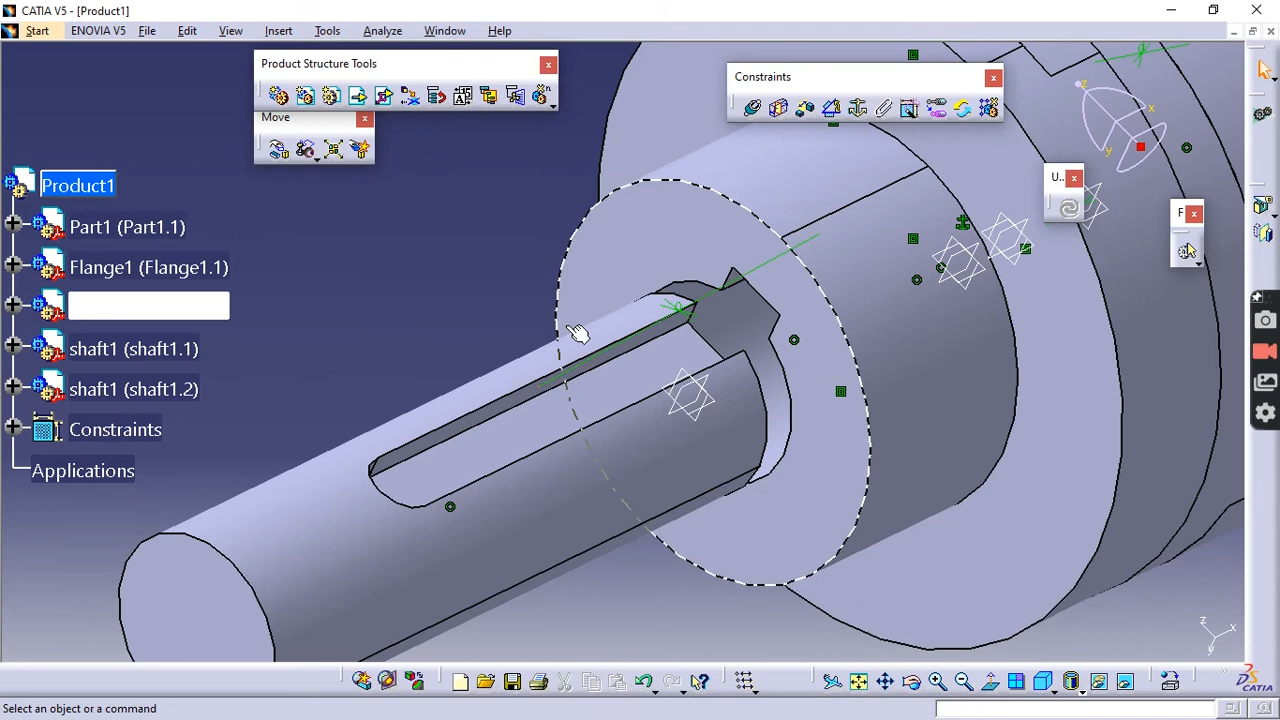 CATIA V5 - [Product1]
Start ENOVIA V5 File Edit View Insert Tools Analyze Window Help
Product Structure Tools
Constraints
Move
U..
F
Product1
Part1 (Part1.1)
Flange1 (Flange1.1)
shaft1 (shaft1.1)
shaft1 (shaft1.2)
Constraints
Applications
z
x
y
z
x
y
CATIA
Select an object or a command